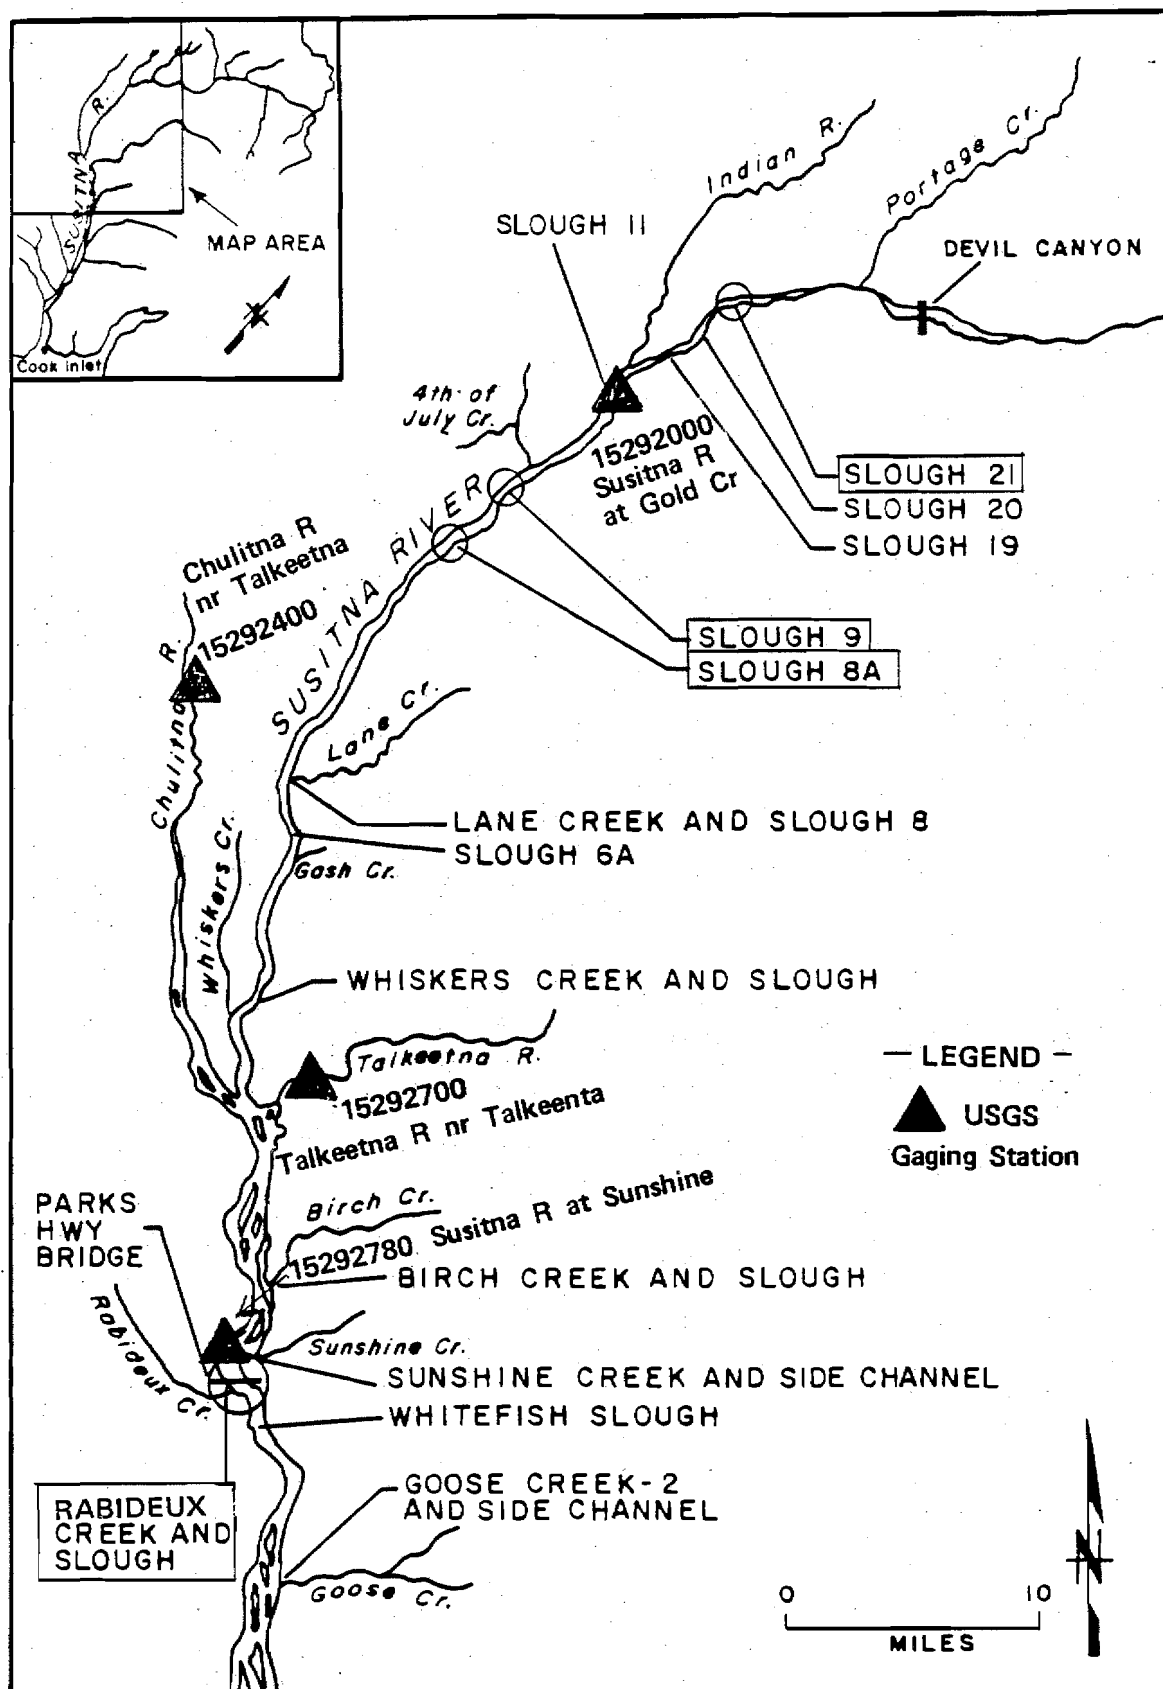 SUSITNA R.
MAP AREA
N
Cook Inlet
Indian R.
Portage Cr.
SLOUGH 11
DEVIL CANYON
4th of
July Cr.
15292000
Susitna R
at Gold Cr
SLOUGH 21
SLOUGH 20
SLOUGH 19
SUSITNA RIVER
Chulitna R
nr Talkeetna
15292400
SLOUGH 9
SLOUGH 8A
Chulitna R.
Lane Cr.
LANE CREEK AND SLOUGH 8
SLOUGH 6A
Gash Cr.
Whiskers Cr.
WHISKERS CREEK AND SLOUGH
Talkeetna R.
15292700
Talkeetna R nr Talkeenta
— LEGEND —
USGS
Gaging Station
PARKS
HWY
BRIDGE
Birch Cr.
15292780 Susitna R at Sunshine
BIRCH CREEK AND SLOUGH
Rabideux Cr.
Sunshine Cr.
SUNSHINE CREEK AND SIDE CHANNEL
WHITEFISH SLOUGH
GOOSE CREEK-2
AND SIDE CHANNEL
RABIDEUX
CREEK AND
SLOUGH
Goose Cr.
N
0 10
MILES